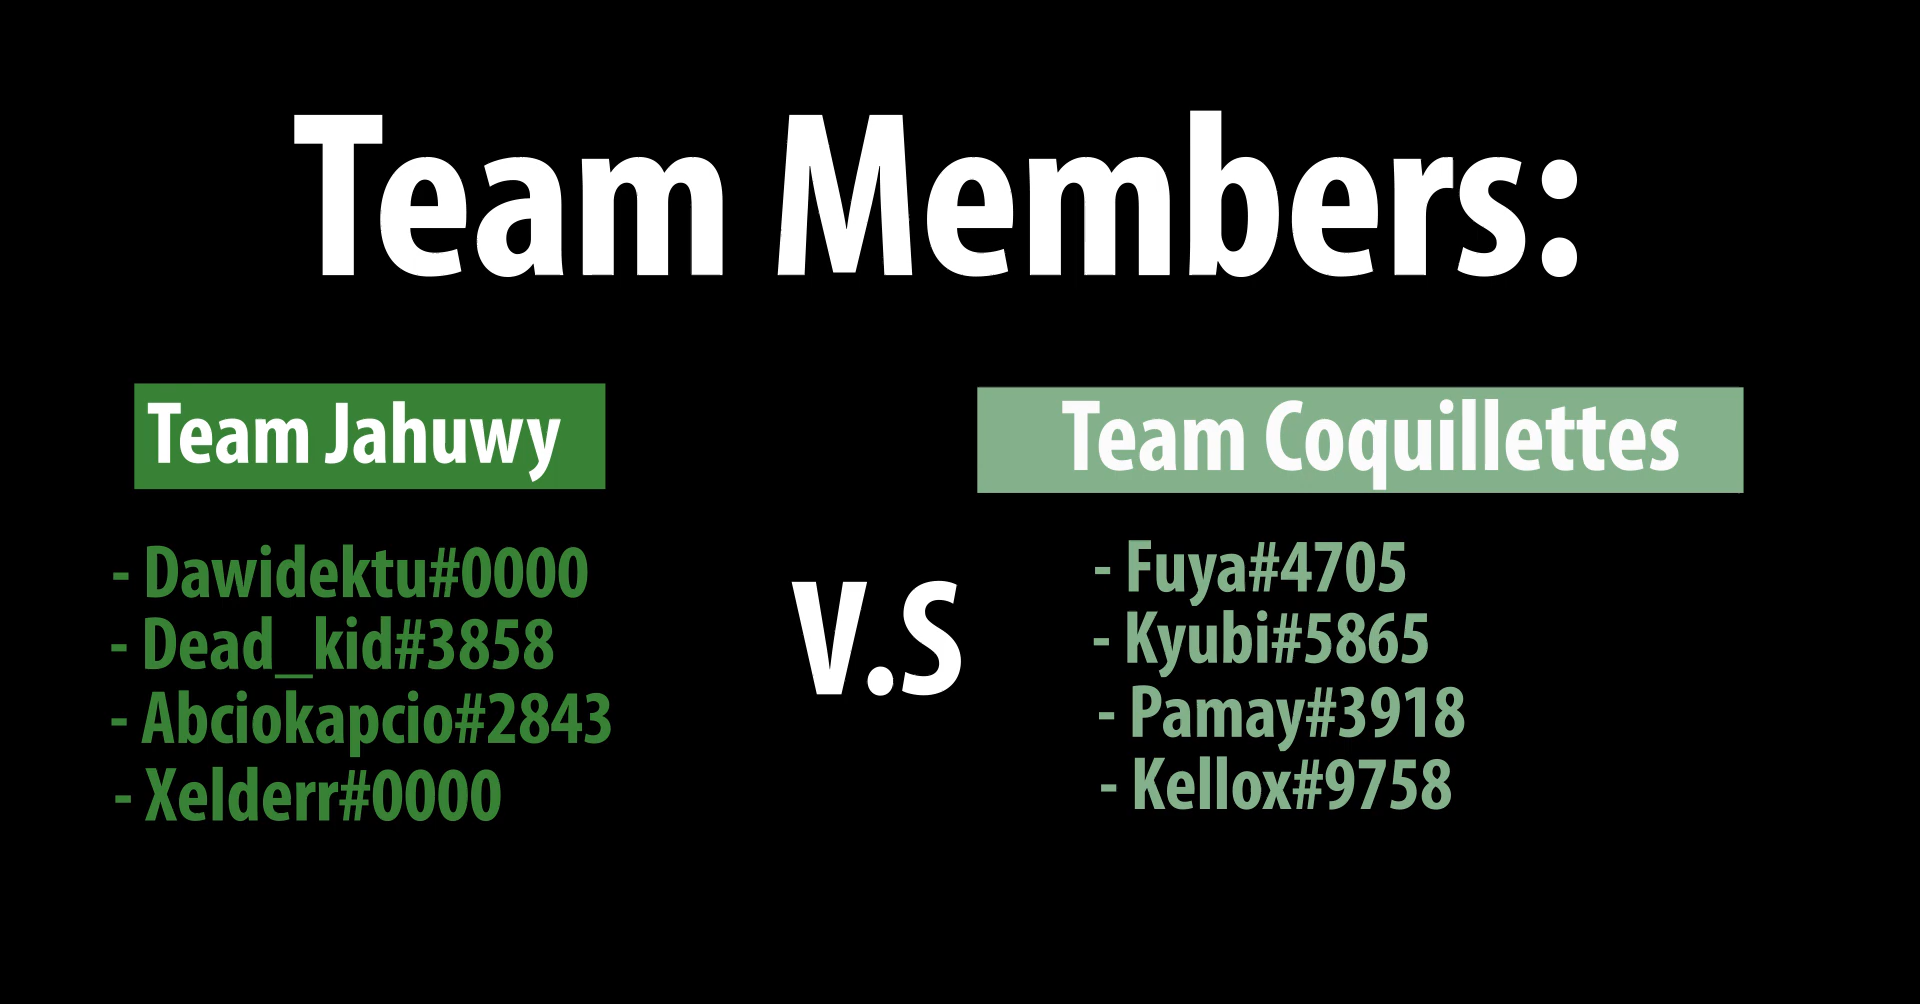 Team Members:
Team Jahuwy
- Dawidektu#0000
- Dead_kid#3858
- Abciokapcio#2843
- Xelderr#0000
V.S
Team Coquillettes
- Fuya#4705
- Kyubi#5865
- Pamay#3918
- Kellox#9758